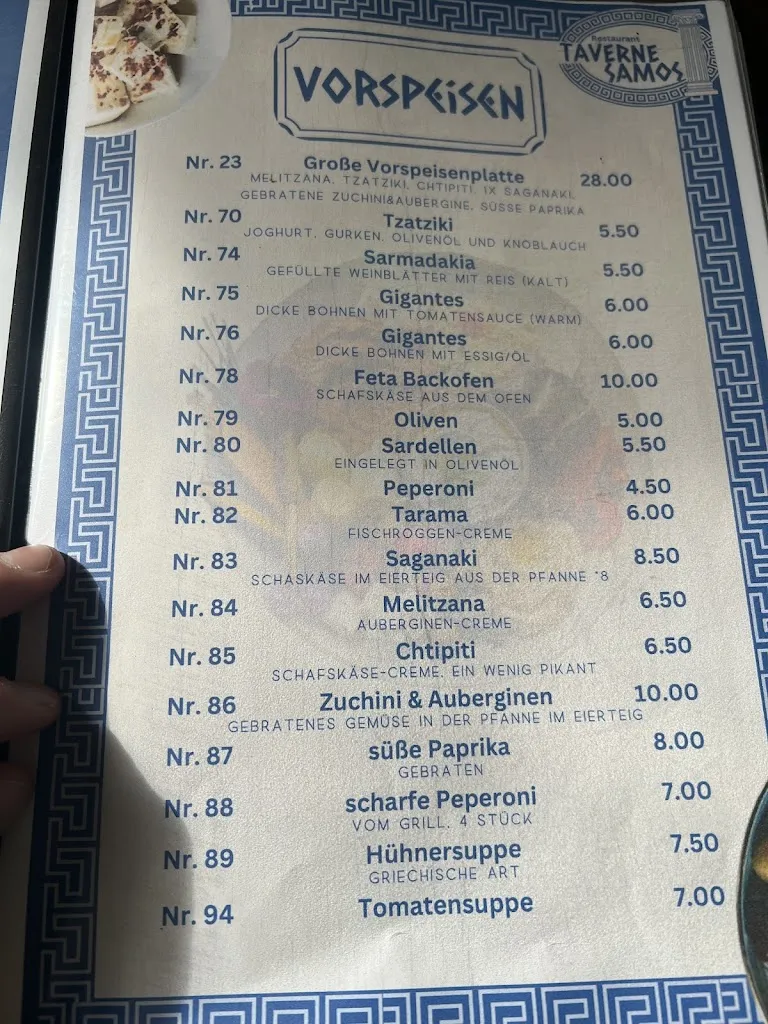 Restaurant
TAVERNE
SAMOS
VORSPEiSEN
Nr. 23 Große Vorspeisenplatte 28.00
MELITZANA, TZATZIKI, CHTIPITI, 1X SAGANAKI,
GEBRATENE ZUCHINI&AUBERGINE, SÜSSE PAPRIKA
Nr. 70 Tzatziki 5.50
JOGHURT, GURKEN, OLIVENÖL UND KNOBLAUCH
Nr. 74 Sarmadakia 5.50
GEFÜLLTE WEINBLÄTTER MIT REIS (KALT)
Nr. 75 Gigantes 6.00
DICKE BOHNEN MIT TOMATENSAUCE (WARM)
Nr. 76 Gigantes 6.00
DICKE BOHNEN MIT ESSIG/ÖL
Nr. 78 Feta Backofen 10.00
SCHAFSKÄSE AUS DEM OFEN
Nr. 79 Oliven 5.00
Nr. 80 Sardellen 5.50
EINGELEGT IN OLIVENÖL
Nr. 81 Peperoni 4.50
Nr. 82 Tarama 6.00
FISCHROGGEN-CREME
Nr. 83 Saganaki 8.50
SCHASKÄSE IM EIERTEIG AUS DER PFANNE *8
Nr. 84 Melitzana 6.50
AUBERGINEN-CREME
Nr. 85 Chtipiti 6.50
SCHAFSKÄSE-CREME, EIN WENIG PIKANT
Nr. 86 Zuchini & Auberginen 10.00
GEBRATENES GEMÜSE IN DER PFANNE IM EIERTEIG
Nr. 87 süße Paprika 8.00
GEBRATEN
Nr. 88 scharfe Peperoni 7.00
VOM GRILL, 4 STÜCK
Nr. 89 Hühnersuppe 7.50
GRIECHISCHE ART
Nr. 94 Tomatensuppe 7.00